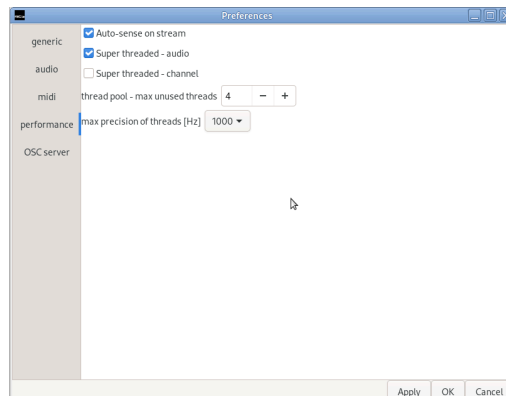 Preferences
generic
audio
midi
performance
OSC server
Auto-sense on stream
Super threaded - audio
Super threaded - channel
thread pool - max unused threads 4 − +
max precision of threads [Hz] 1000
Apply OK Cancel